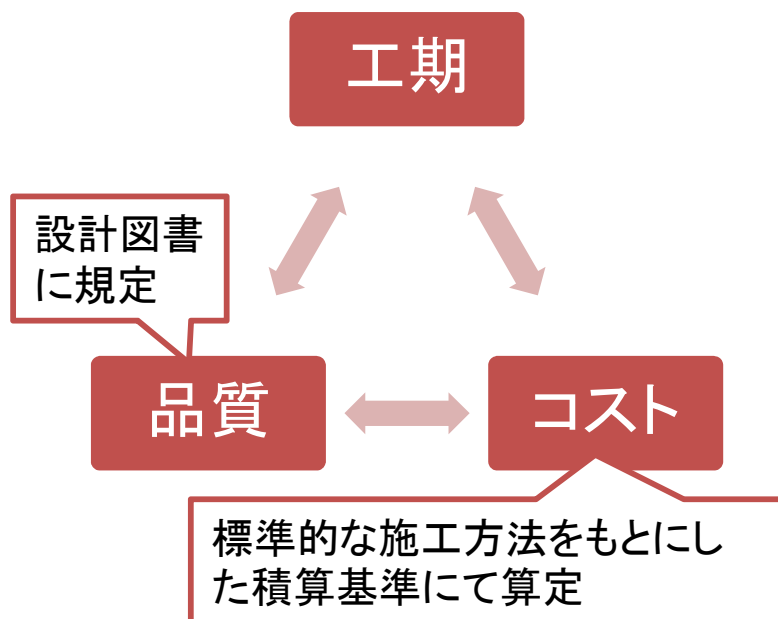 工期
設計図書
に規定
品質
コスト
標準的な施工方法をもとにし
た積算基準にて算定